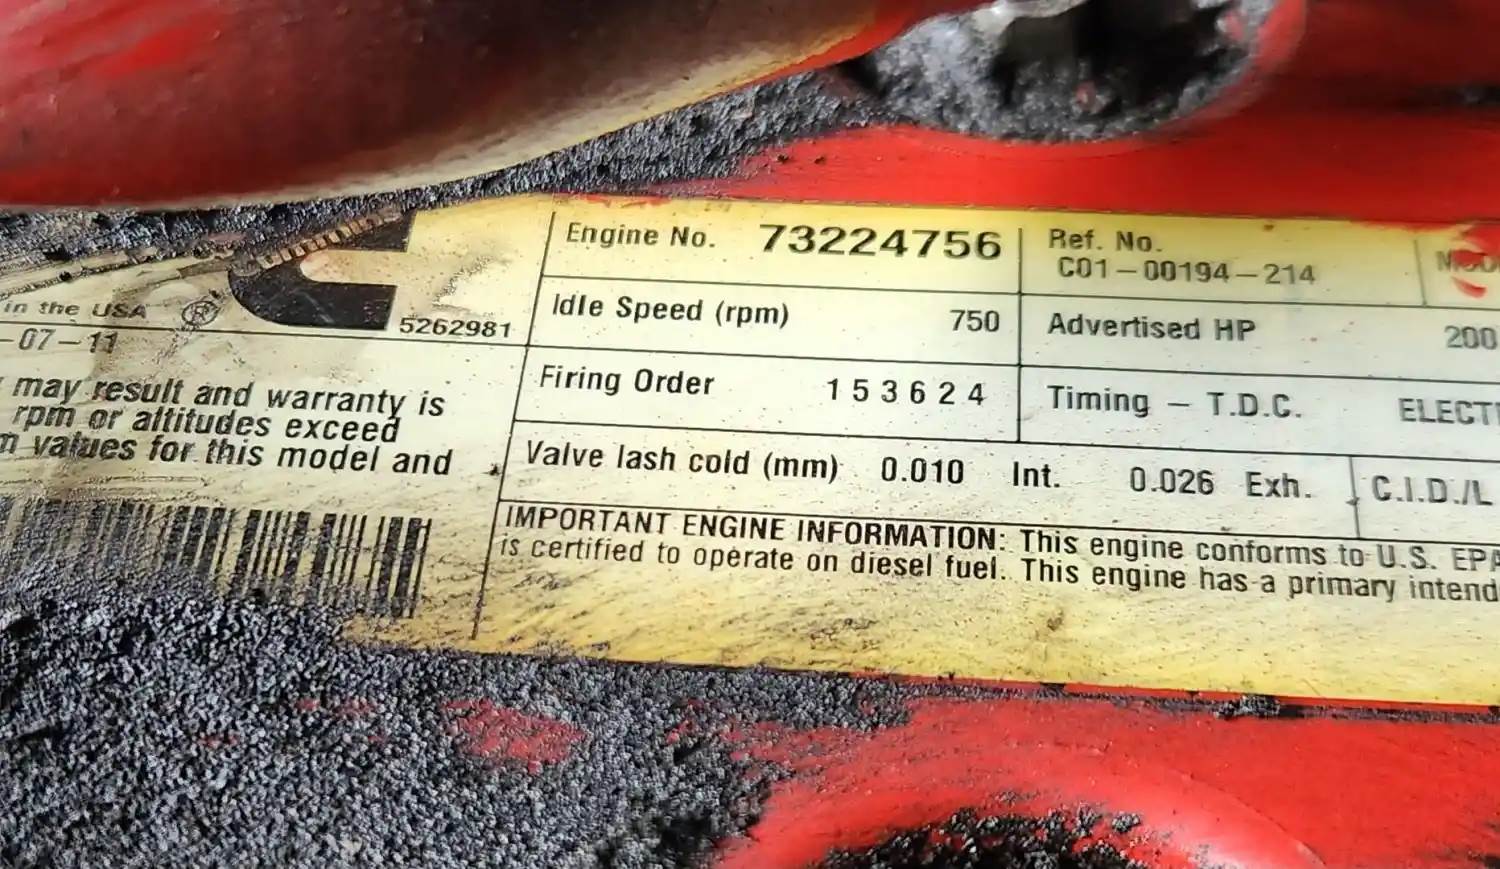 Engine No. 73224756
Ref. No.
C01-00194-214
in the USA ®
5262981
Idle Speed (rpm) 750
Advertised HP 200
-07-11
Firing Order 1 5 3 6 2 4
Timing - T.D.C. ELECT
may result and warranty is
rpm or altitudes exceed
values for this model and
Valve lash cold (mm) 0.010 Int. 0.026 Exh.
C.I.D./L
IMPORTANT ENGINE INFORMATION: This engine conforms to U.S. EPA
is certified to operate on diesel fuel. This engine has a primary intend